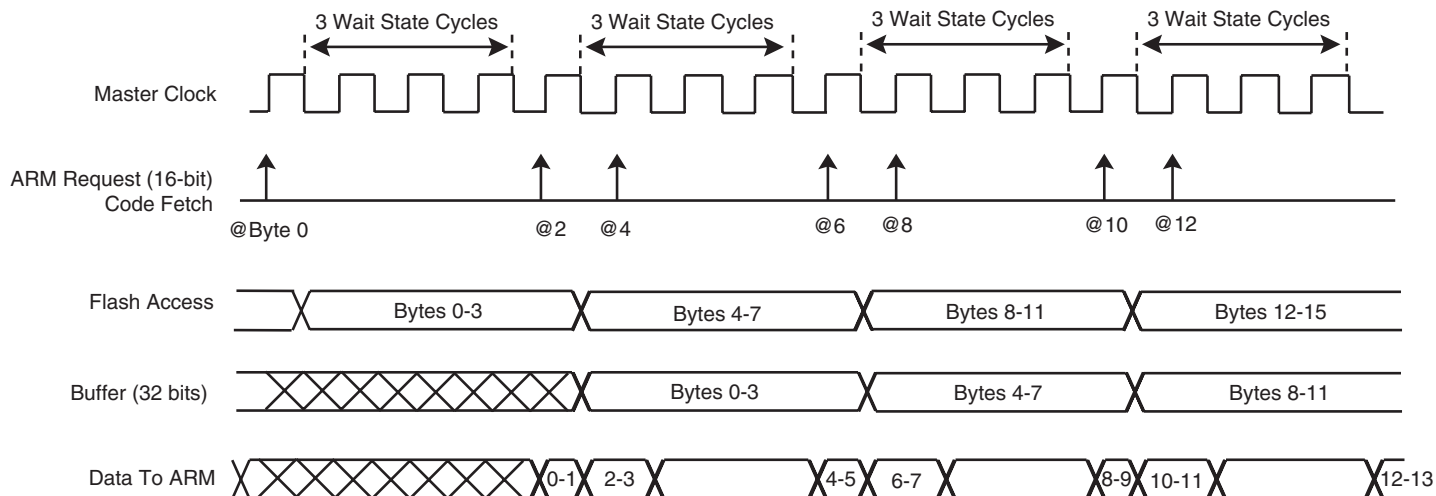 3 Wait State Cycles
3 Wait State Cycles
3 Wait State Cycles
3 Wait State Cycles
Master Clock
ARM Request (16-bit)
Code Fetch
@Byte 0
@2
@4
@6
@8
@10
@12
Flash Access
Bytes 0-3
Bytes 4-7
Bytes 8-11
Bytes 12-15
Buffer (32 bits)
Bytes 0-3
Bytes 4-7
Bytes 8-11
Data To ARM
0-1
2-3
4-5
6-7
8-9
10-11
12-13